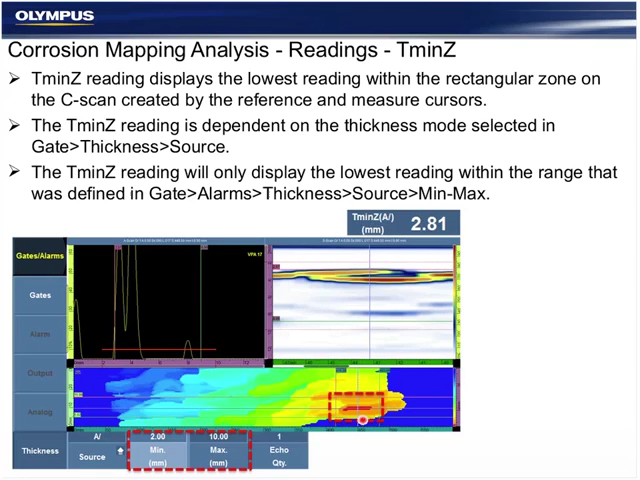 OLYMPUS
Corrosion Mapping Analysis - Readings - TminZ
➢ TminZ reading displays the lowest reading within the rectangular zone on
the C-scan created by the reference and measure cursors.
➢ The TminZ reading is dependent on the thickness mode selected in
Gate>Thickness>Source.
➢ The TminZ reading will only display the lowest reading within the range that
was defined in Gate>Alarms>Thickness>Source>Min-Max.
TminZ(A/)
(mm)
2.81
Gates/Alarms
VPA 17
Gates
Alarm
Output
Analog
Thickness
A/
Source
2.00
Min.
(mm)
10.00
Max.
(mm)
1
Echo
Qty.